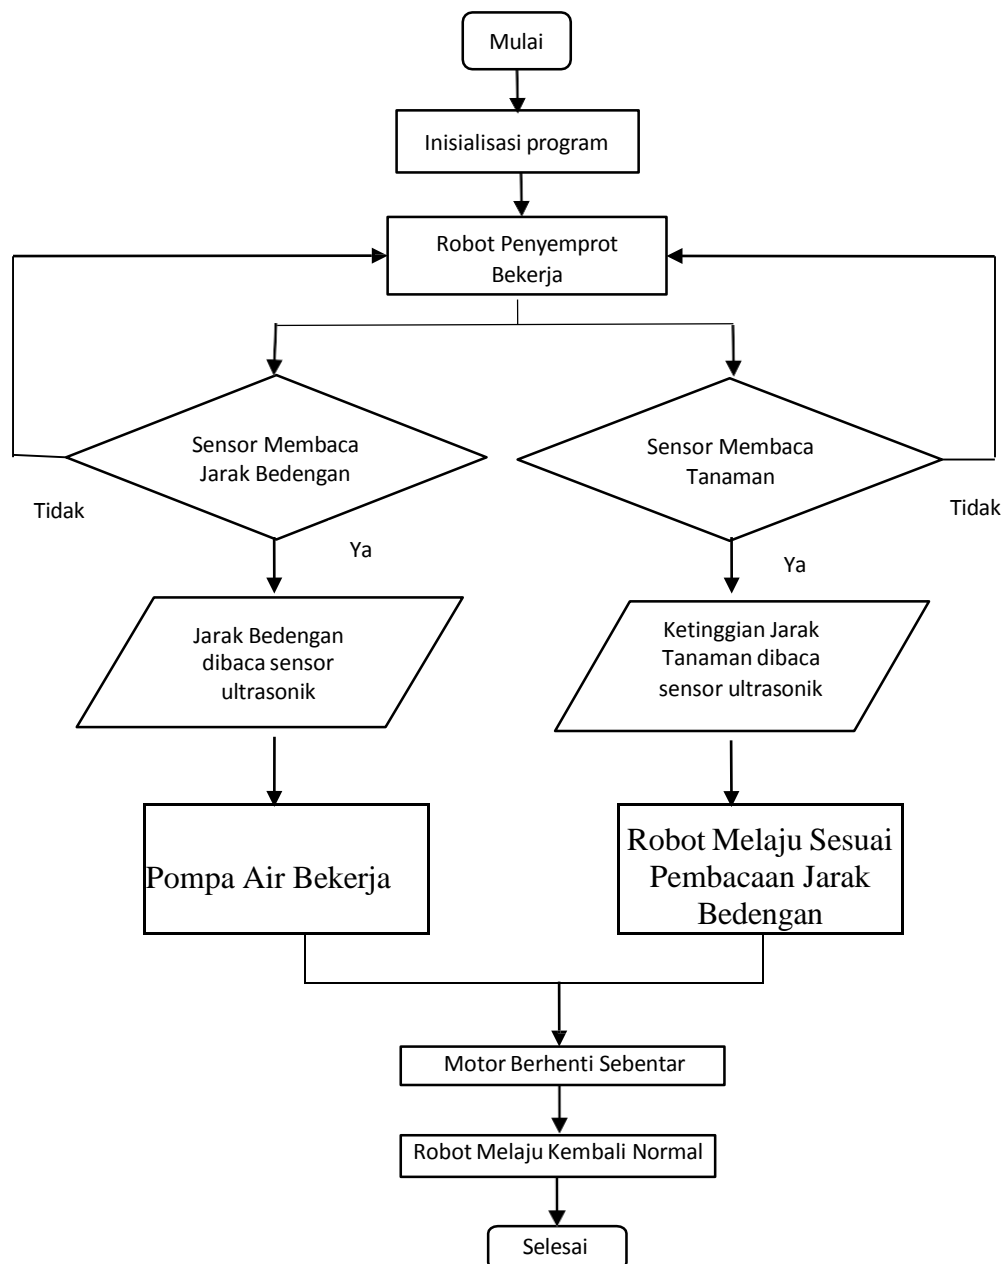 Mulai
Inisialisasi program
Robot Penyemprot
Bekerja
Sensor Membaca
Jarak Bedengan
Sensor Membaca
Tanaman
Tidak
Tidak
Ya
Ya
Jarak Bedengan
dibaca sensor
ultrasonik
Ketinggian Jarak
Tanaman dibaca
sensor ultrasonik
Pompa Air Bekerja
Robot Melaju Sesuai
Pembacaan Jarak
Bedengan
Motor Berhenti Sebentar
Robot Melaju Kembali Normal
Selesai